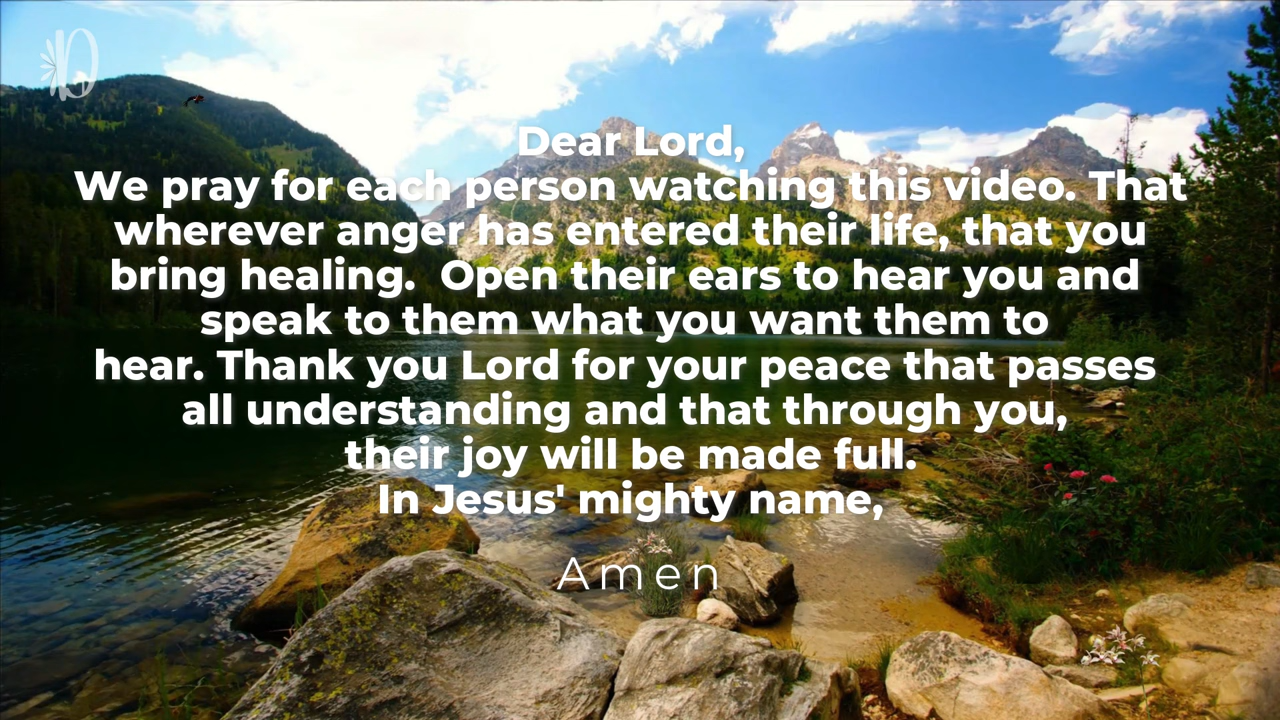 Dear Lord,
We pray for each person watching this video. That
wherever anger has entered their life, that you
bring healing.  Open their ears to hear you and
speak to them what you want them to
hear. Thank you Lord for your peace that passes
all understanding and that through you,
their joy will be made full.
In Jesus' mighty name,
Amen